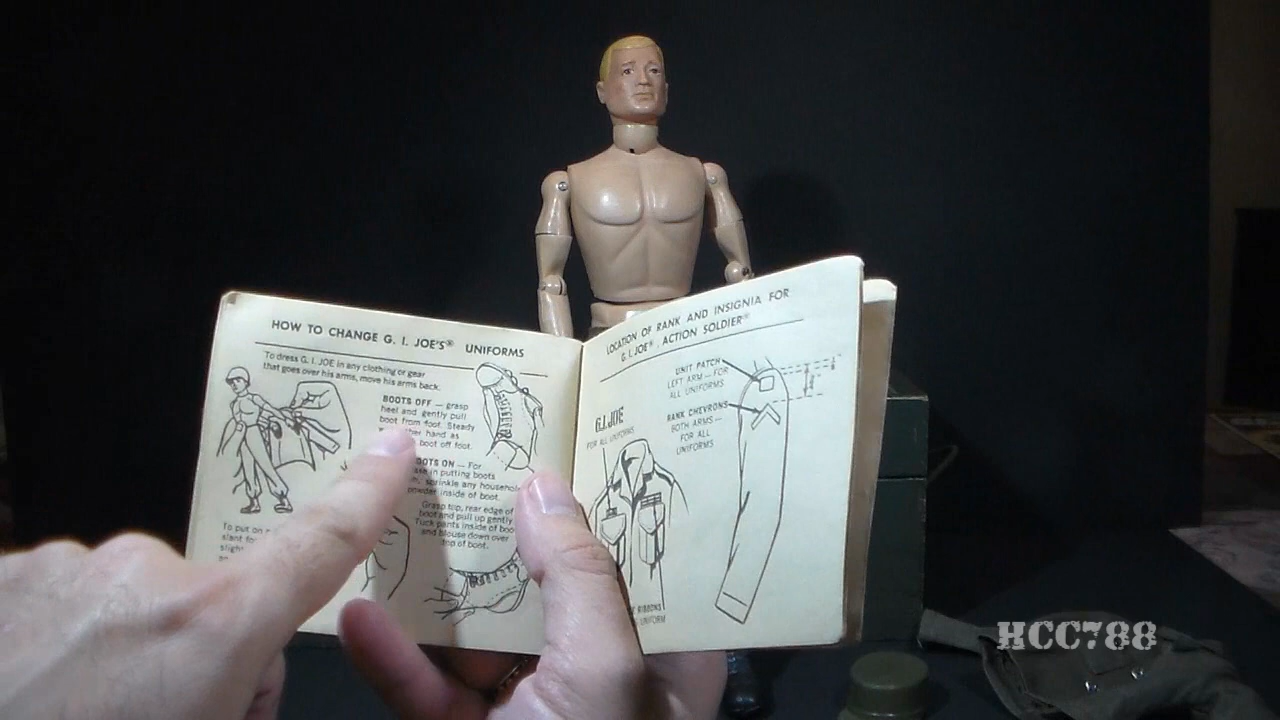 HOW TO CHANGE G. I. JOE'S® UNIFORMS
To dress G. I. JOE in any clothing or gear
that goes over his arms, move his arms back.
BOOTS OFF — grasp
heel and gently pull
boot from foot. Steady
hand as
boot off foot.
BOOTS ON — For
in putting boots
sprinkle any household
powder inside of boot.
Grasp top, rear edge of
boot and pull up gently
Tuck pants inside of boot
and blouse down over
top of boot.
To put on
slant
LOCATION OF RANK AND INSIGNIA FOR
G. I. JOE®, ACTION SOLDIER®
UNIT PATCH
LEFT ARM — FOR
ALL UNIFORMS
RANK CHEVRONS
BOTH ARMS —
FOR ALL
UNIFORMS
G.I. JOE
FOR ALL UNIFORMS
RIBBONS
UNIFORM
HCC788